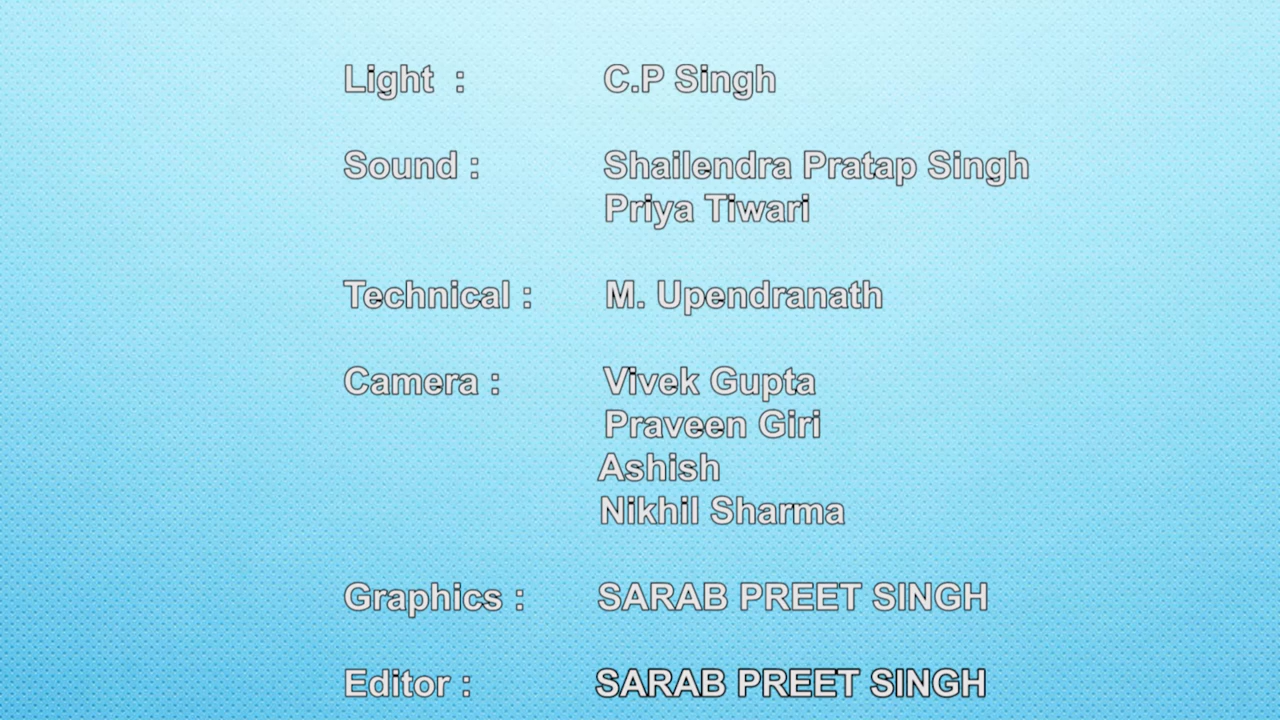 Light : C.P Singh
Sound : Shailendra Pratap Singh
Priya Tiwari
Technical : M. Upendranath
Camera : Vivek Gupta
Praveen Giri
Ashish
Nikhil Sharma
Graphics : SARAB PREET SINGH
Editor : SARAB PREET SINGH